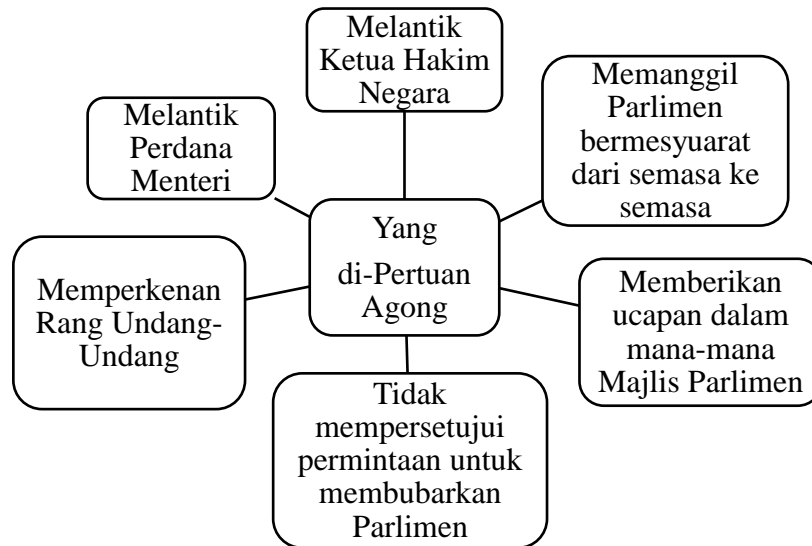 Melantik
Ketua Hakim
Negara
Memanggil
Parlimen
bermesyuarat
dari semasa ke
semasa
Melantik
Perdana
Menteri
Yang
di-Pertuan
Agong
Memperkenan
Rang Undang-
Undang
Memberikan
ucapan dalam
mana-mana
Majlis Parlimen
Tidak
mempersetujui
permintaan untuk
membubarkan
Parlimen